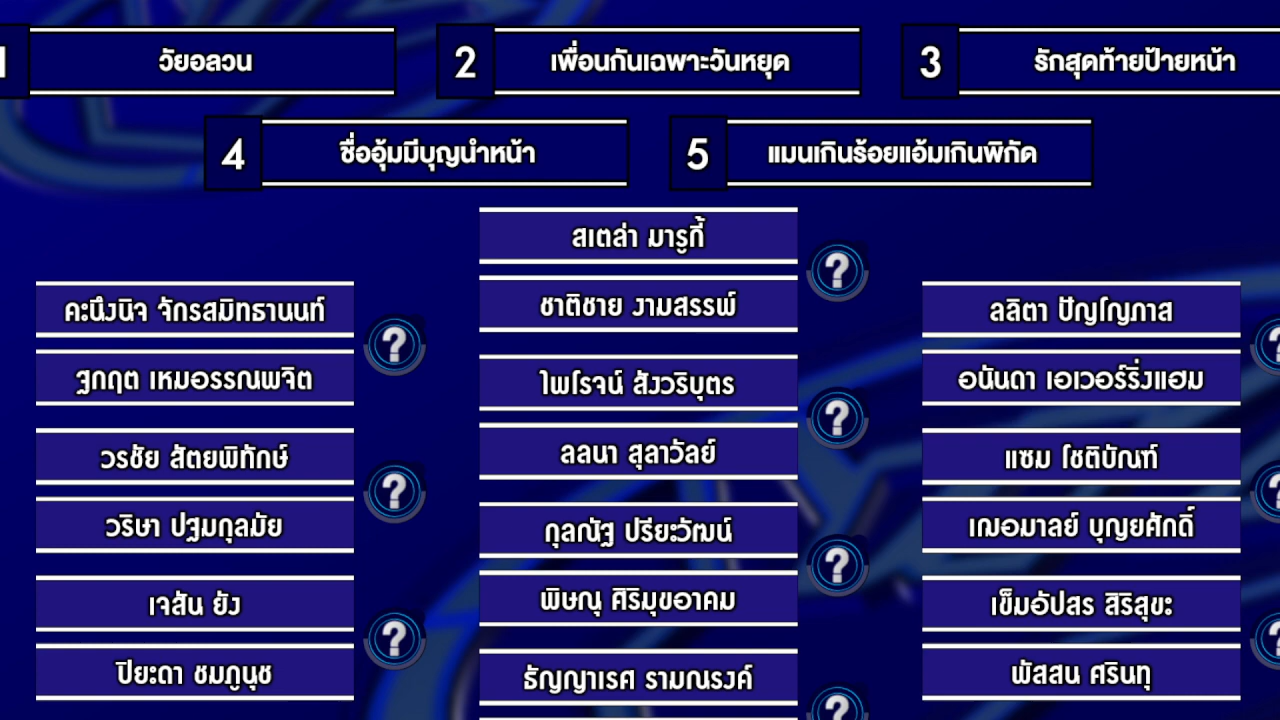 1 วัยอลวน
2 เพื่อนกันเฉพาะวันหยุด
3 รักสุดท้ายป้ายหน้า
4 ชื่ออุ้มมีบุญนำหน้า
5 แมนเกินร้อยแอ้มเกินพิกัด
คะนึงนิจ จักรสมิทธานนท์
?
ฐกฤต เหมอรรณพจิต
วรชัย สัตยพิทักษ์
?
วริษา ปฐมกุลมัย
เจสัน ยัง
?
ปิยะดา ชมภูนุช
สเตล่า มารูกี้
?
ชาติชาย งามสรรพ์
ไพโรจน์ สังวริบุตร
?
ลลนา สุลาวัลย์
กุลณัฐ ปรียะวัฒน์
?
พิษณุ ศิริมุขอาคม
ธัญญาเรศ รามณรงค์
?
ลลิตา ปัญโญภาส
?
อนันดา เอเวอร์ริ่งแฮม
แซม โชติบัณฑ์
?
เฌอมาลย์ บุญยศักดิ์
เข็มอัปสร สิริสุขะ
?
พัสสน ศรินทุ